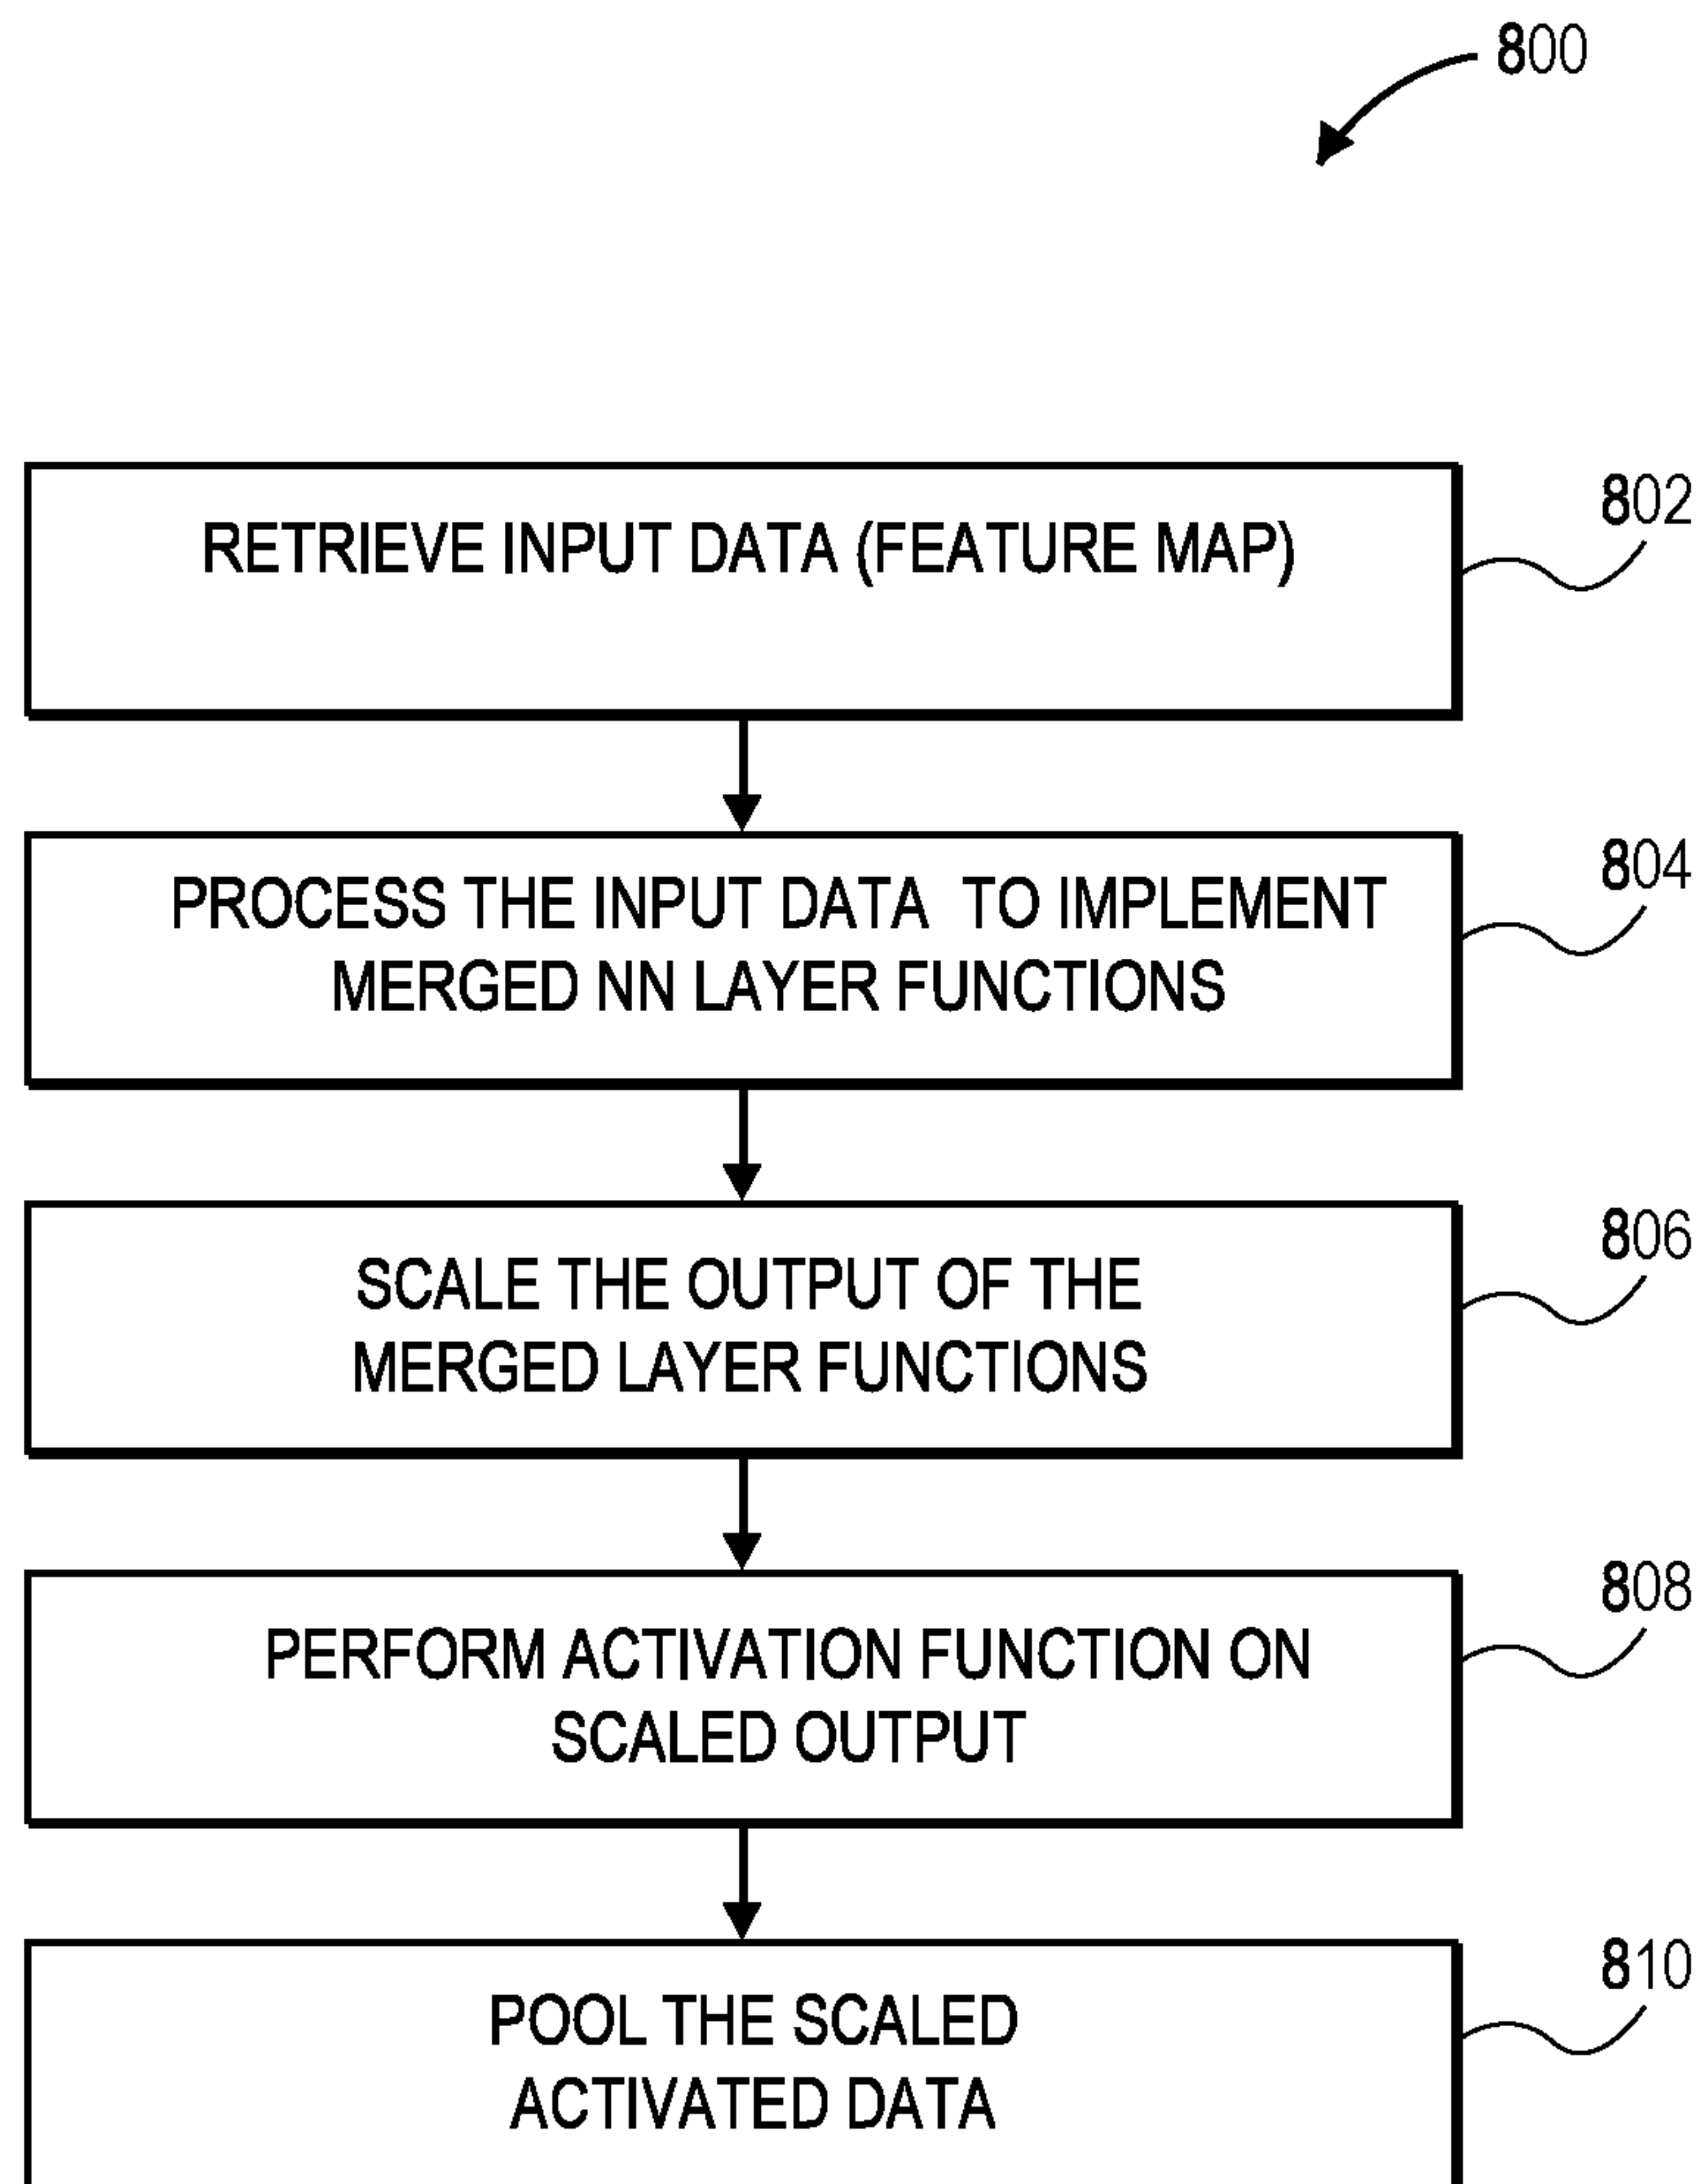 800
802
RETRIEVE INPUT DATA (FEATURE MAP)
804
PROCESS THE INPUT DATA TO IMPLEMENT
MERGED NN LAYER FUNCTIONS
806
SCALE THE OUTPUT OF THE
MERGED LAYER FUNCTIONS
808
PERFORM ACTIVATION FUNCTION ON
SCALED OUTPUT
810
POOL THE SCALED
ACTIVATED DATA